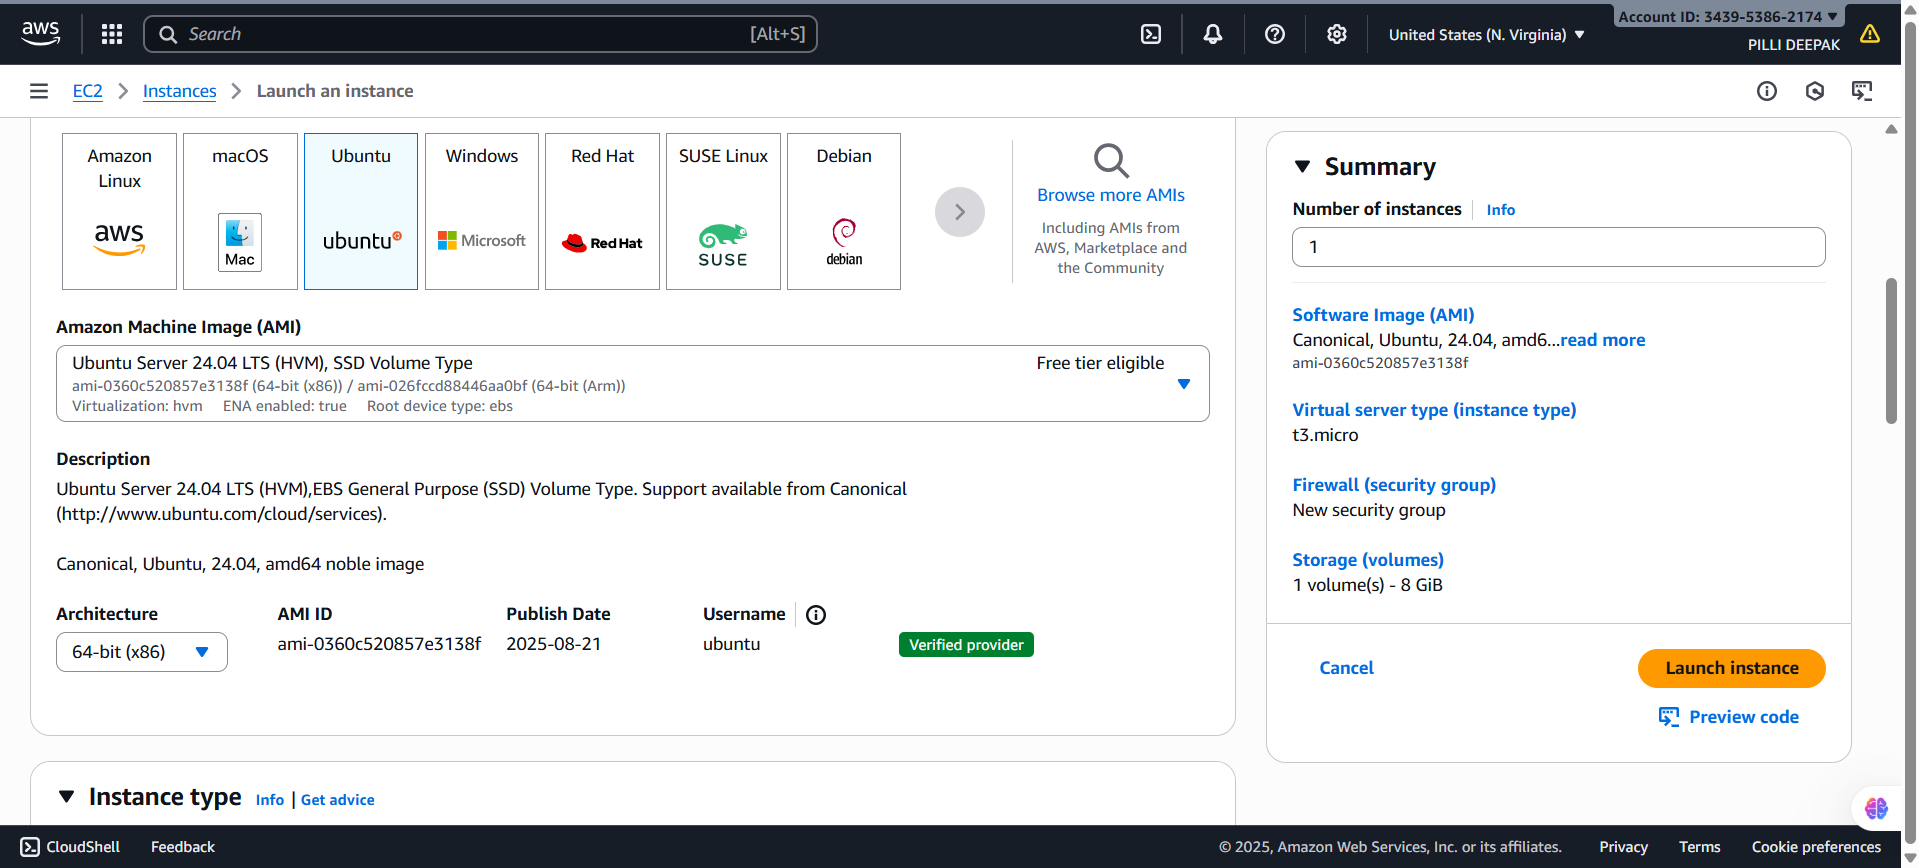 aws
Search
[Alt+S]
United States (N. Virginia)
Account ID: 3439-5386-2174
PILLI DEEPAK
EC2
Instances
Launch an instance
Amazon
Linux
aws
macOS
Mac
Ubuntu
ubuntu
Windows
Microsoft
Red Hat
Red Hat
SUSE Linux
SUSE
Debian
debian
Browse more AMIs
Including AMIs from
AWS, Marketplace and
the Community
Amazon Machine Image (AMI)
Ubuntu Server 24.04 LTS (HVM), SSD Volume Type
Free tier eligible
ami-0360c520857e3138f (64-bit (x86)) / ami-026fccd88446aa0bf (64-bit (Arm))
Virtualization: hvm ENA enabled: true Root device type: ebs
Description
Ubuntu Server 24.04 LTS (HVM),EBS General Purpose (SSD) Volume Type. Support available from Canonical
(http://www.ubuntu.com/cloud/services).
Canonical, Ubuntu, 24.04, amd64 noble image
Architecture
64-bit (x86)
AMI ID
ami-0360c520857e3138f
Publish Date
2025-08-21
Username
ubuntu
Verified provider
Instance type
Info | Get advice
Summary
Number of instances
Info
1
Software Image (AMI)
Canonical, Ubuntu, 24.04, amd6...read more
ami-0360c520857e3138f
Virtual server type (instance type)
t3.micro
Firewall (security group)
New security group
Storage (volumes)
1 volume(s) - 8 GiB
Cancel
Launch instance
Preview code
CloudShell
Feedback
© 2025, Amazon Web Services, Inc. or its affiliates.
Privacy
Terms
Cookie preferences